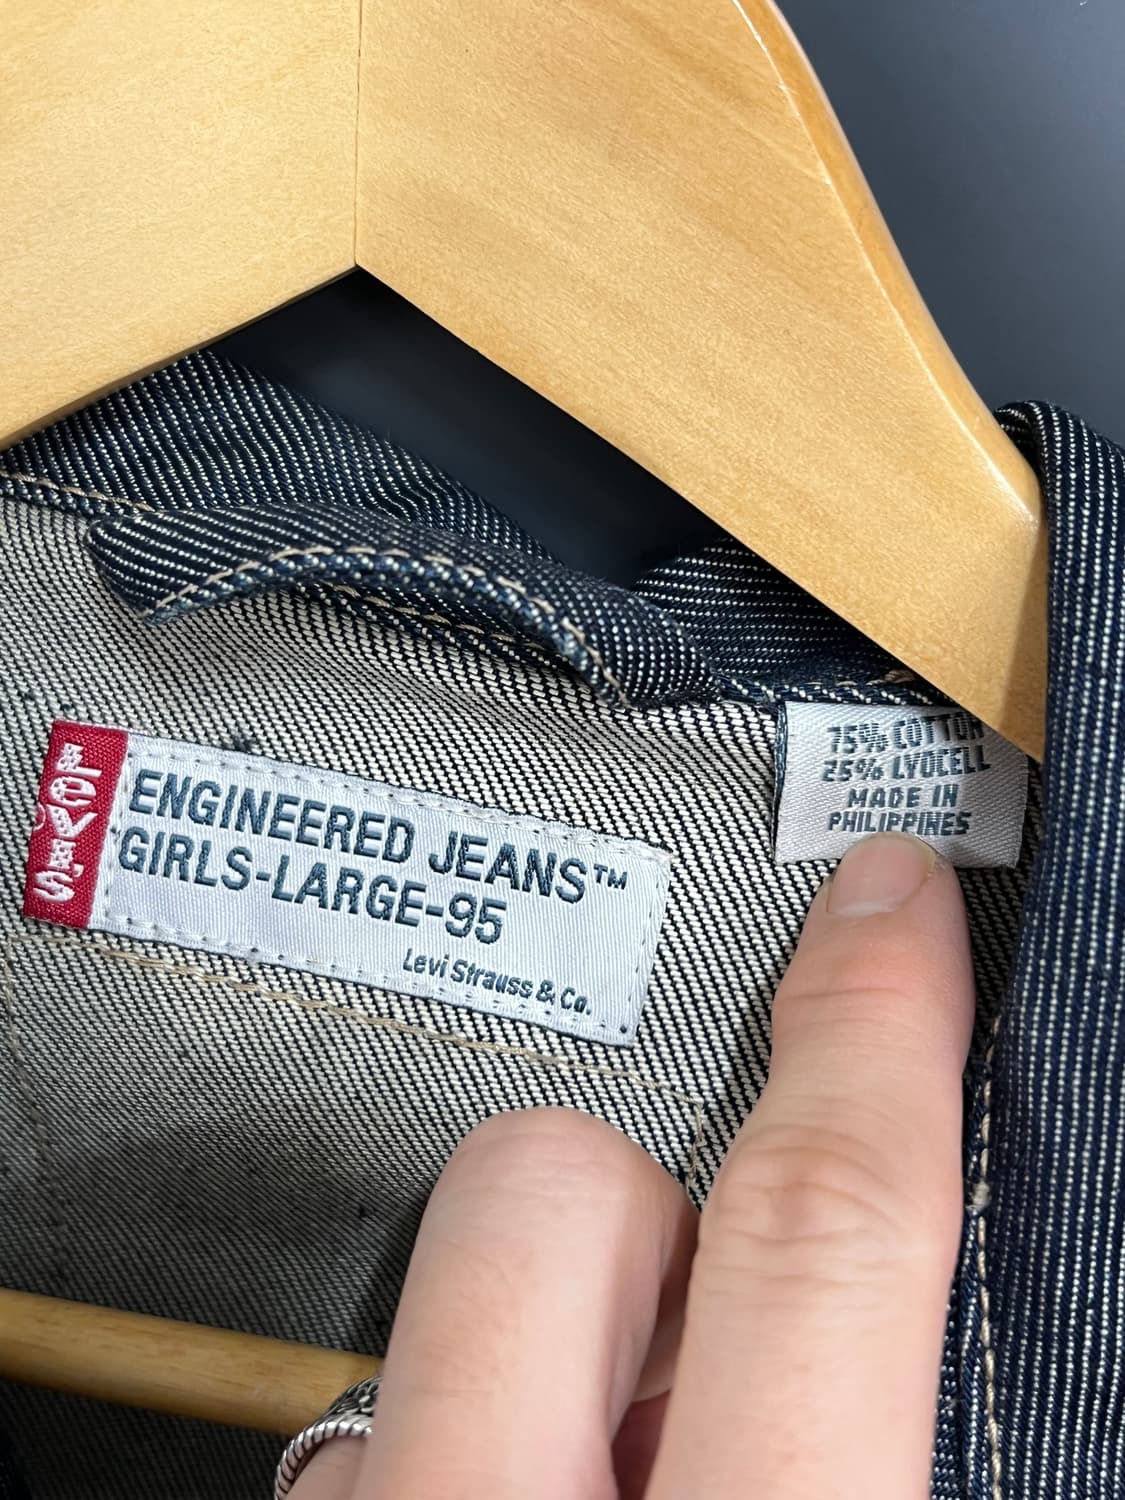 LEVI'S
ENGINEERED JEANS™
GIRLS-LARGE-95
Levi Strauss & Co.
75% COTTON
25% LYOCELL
MADE IN
PHILIPPINES